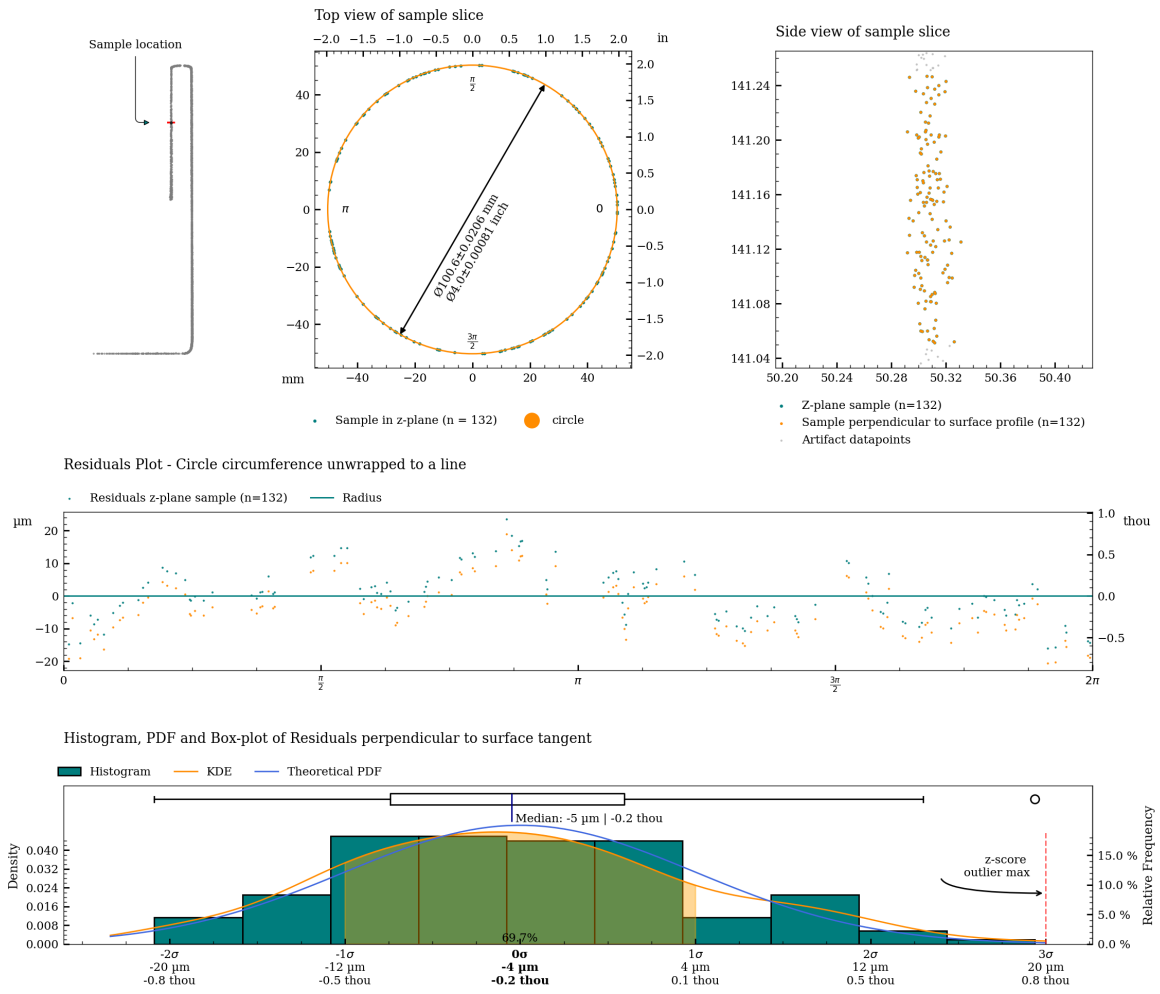 Top view of sample slice
Sample location
−2.0 −1.5 −1.0 −0.5 0.0 0.5 1.0 1.5 2.0 in
Side view of sample slice
40
20
0
−20
−40
mm
−40 −20 0 20 40
2.0
1.5
1.0
0.5
0.0
−0.5
−1.0
−1.5
−2.0
π/2
π
0
3π/2
Ø100.6±0.0206 mm
Ø4.0±0.00081 inch
Sample in z-plane (n = 132) circle
141.24
141.20
141.16
141.12
141.08
141.04
50.20 50.24 50.28 50.32 50.36 50.40
Z-plane sample (n=132)
Sample perpendicular to surface profile (n=132)
Artifact datapoints
Residuals Plot - Circle circumference unwrapped to a line
Residuals z-plane sample (n=132) Radius
µm
20
10
0
−10
−20
1.0
0.5
0.0
−0.5
thou
0 π/2 π 3π/2 2π
Histogram, PDF and Box-plot of Residuals perpendicular to surface tangent
Histogram KDE Theoretical PDF
Median: -5 µm | -0.2 thou
Density
0.040
0.032
0.024
0.016
0.008
0.000
z-score
outlier max
15.0 %
10.0 %
5.0 %
0.0 %
Relative Frequency
69.7%
-2σ -1σ 0σ 1σ 2σ 3σ
-20 µm -12 µm -4 µm 4 µm 12 µm 20 µm
-0.8 thou -0.5 thou -0.2 thou 0.1 thou 0.5 thou 0.8 thou